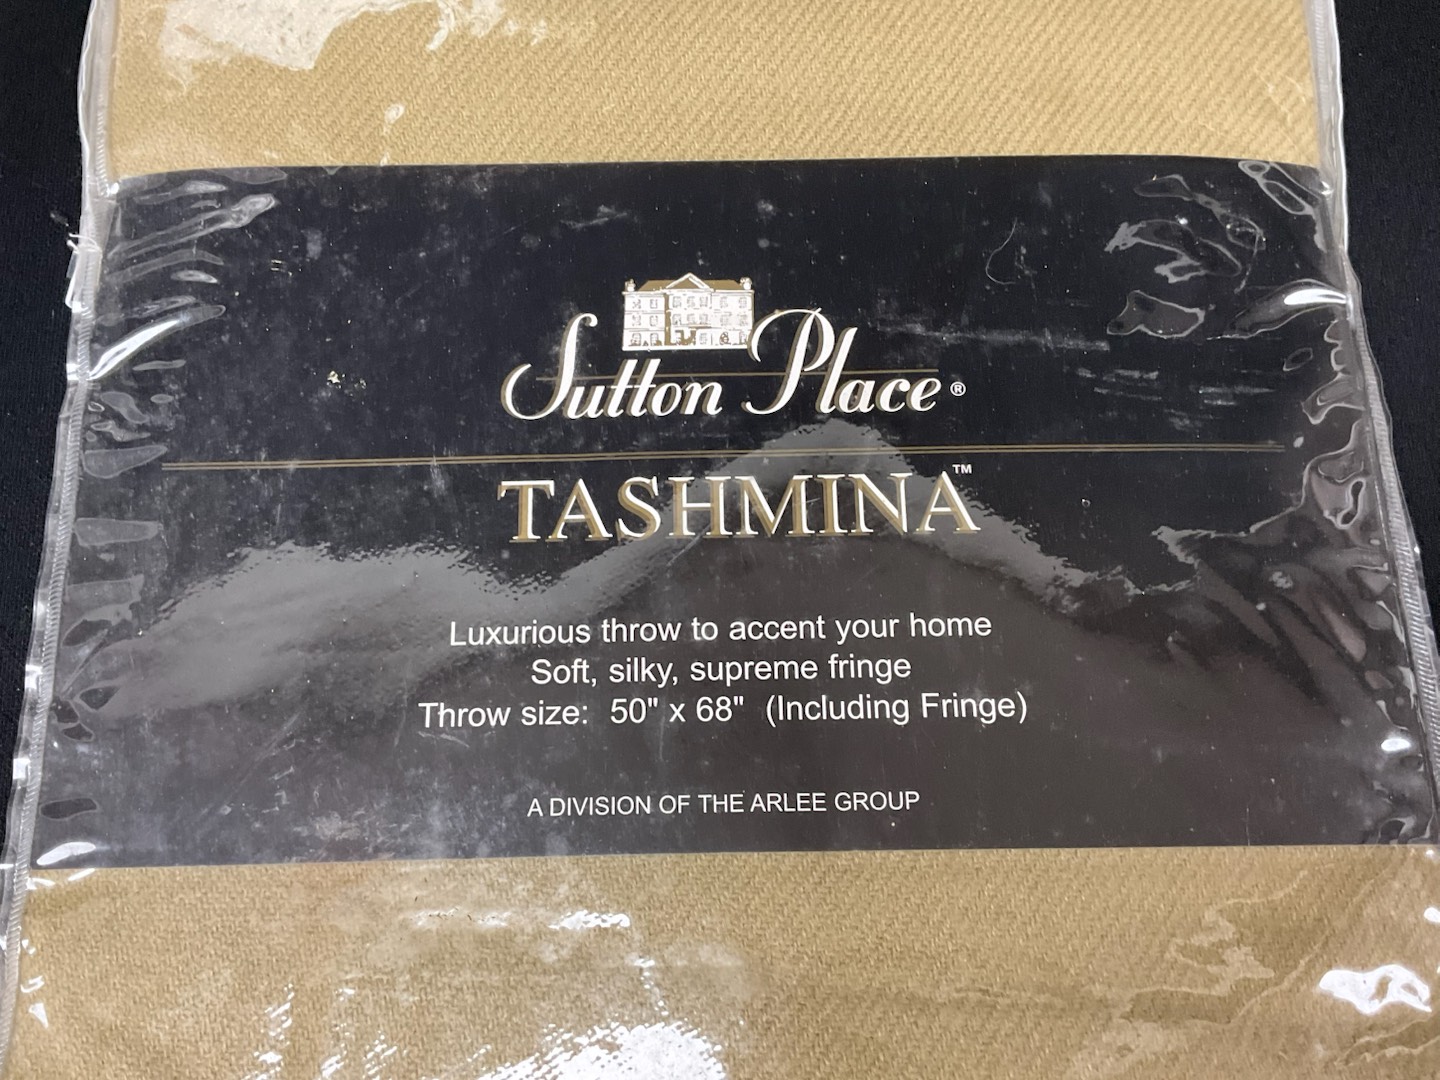 Sutton Place®
TASHMINA™
Luxurious throw to accent your home
Soft, silky, supreme fringe
Throw size: 50" x 68" (Including Fringe)
A DIVISION OF THE ARLEE GROUP